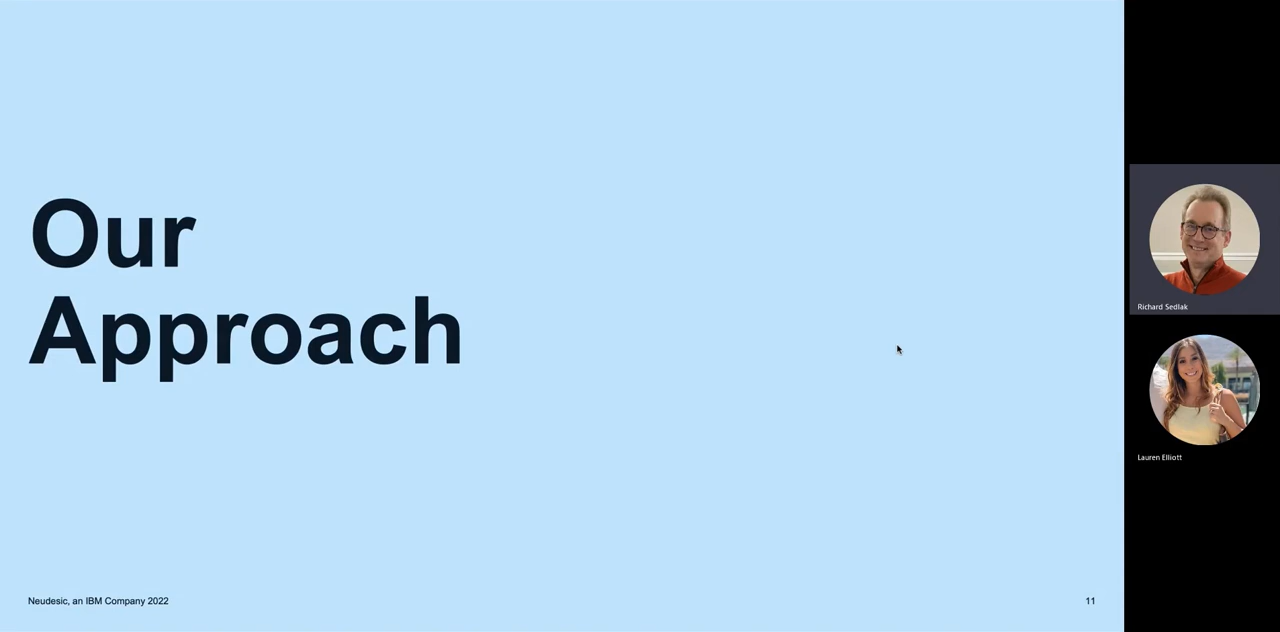 Our
Approach
Richard Sedlak
Lauren Elliott
Neudesic, an IBM Company 2022
11